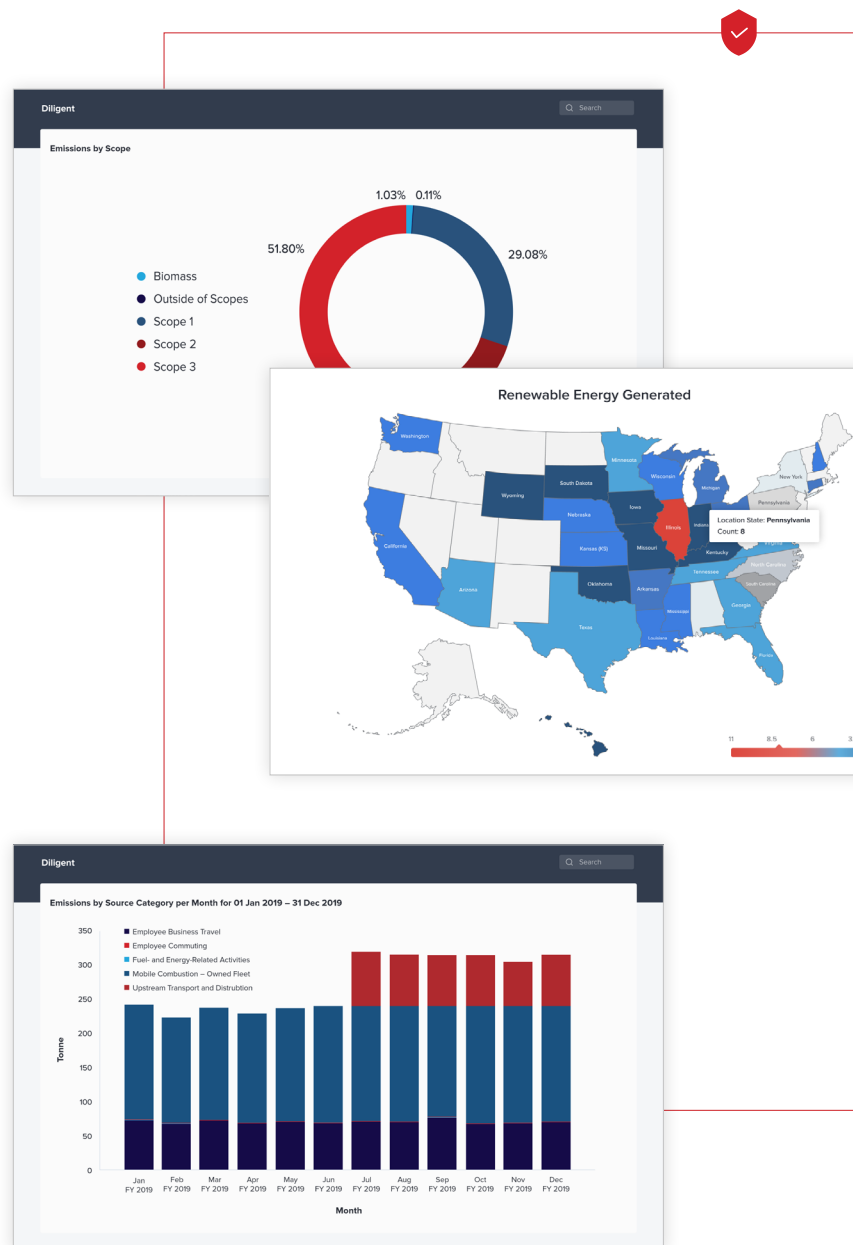 Diligent
Search
Emissions by Scope
1.03%
0.11%
51.80%
29.08%
Biomass
Outside of Scopes
Scope 1
Scope 2
Scope 3
Renewable Energy Generated
Washington
Minnesota
Wisconsin
Michigan
New York
South Dakota
Wyoming
Iowa
Pennsylvania
Nebraska
Illinois
Indiana
Location State: Pennsylvania
Count: 8
California
Kansas (KS)
Missouri
Kentucky
Virginia
Tennessee
North Carolina
Arizona
Oklahoma
Arkansas
South Carolina
Mississippi
Georgia
Texas
Louisiana
Florida
11
8.5
6
Diligent
Search
Emissions by Source Category per Month for 01 Jan 2019 – 31 Dec 2019
350
300
250
200
150
100
50
0
Employee Business Travel
Employee Commuting
Fuel- and Energy-Related Activities
Mobile Combustion – Owned Fleet
Upstream Transport and Distrbution
Tonne
Jan Feb Mar Apr May Jun Jul Aug Sep Oct Nov Dec
FY 2019 FY 2019 FY 2019 FY 2019 FY 2019 FY 2019 FY 2019 FY 2019 FY 2019 FY 2019 FY 2019 FY 2019
Month